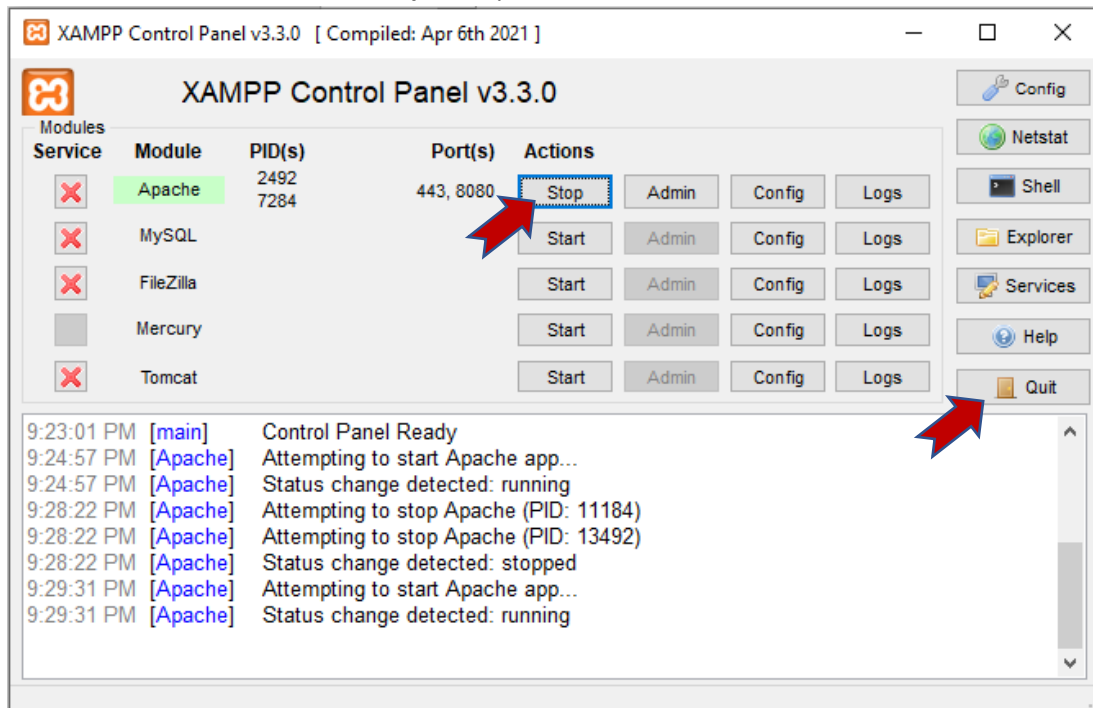 XAMPP Control Panel v3.3.0 [ Compiled: Apr 6th 2021 ]
XAMPP Control Panel v3.3.0
Config
Modules
Netstat
Service Module PID(s) Port(s) Actions
Apache 2492 7284 443, 8080 Stop Admin Config Logs
Shell
MySQL Start Admin Config Logs
Explorer
FileZilla Start Admin Config Logs
Services
Mercury Start Admin Config Logs
Help
Tomcat Start Admin Config Logs
Quit
9:23:01 PM [main] Control Panel Ready
9:24:57 PM [Apache] Attempting to start Apache app...
9:24:57 PM [Apache] Status change detected: running
9:28:22 PM [Apache] Attempting to stop Apache (PID: 11184)
9:28:22 PM [Apache] Attempting to stop Apache (PID: 13492)
9:28:22 PM [Apache] Status change detected: stopped
9:29:31 PM [Apache] Attempting to start Apache app...
9:29:31 PM [Apache] Status change detected: running